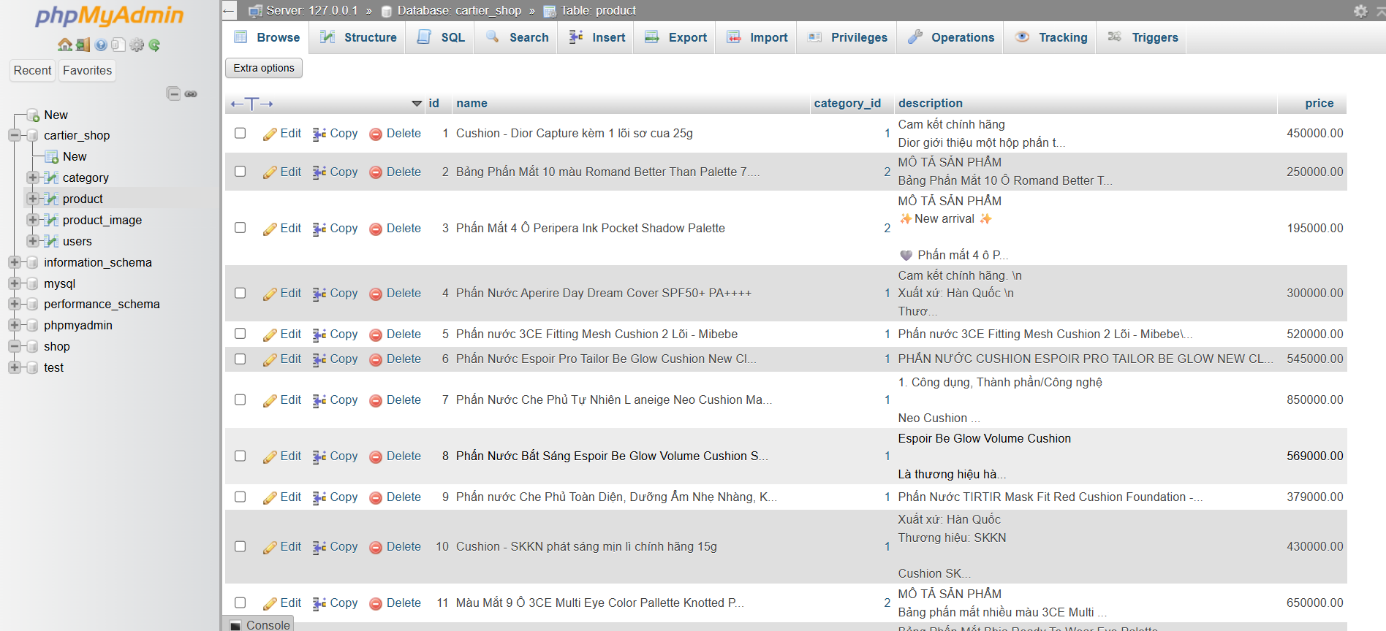 phpMyAdmin
Server: 127.0.0.1 » Database: cartier_shop » Table: product
Browse Structure SQL Search Insert Export Import Privileges Operations Tracking Triggers
Recent Favorites
Extra options
New
cartier_shop
New
category
product
product_image
users
information_schema
mysql
performance_schema
phpmyadmin
shop
test
id name category_id description price
Edit Copy Delete 1 Cushion - Dior Capture kèm 1 lõi sơ cua 25g 1 Cam kết chính hãng 450000.00
Dior giới thiệu một hộp phấn t...
Edit Copy Delete 2 Bảng Phấn Mắt 10 màu Romand Better Than Palette 7.... 2 MÔ TẢ SẢN PHẨM 250000.00
Bảng Phấn Mắt 10 Ô Romand Better T...
Edit Copy Delete 3 Phấn Mắt 4 Ô Peripera Ink Pocket Shadow Palette 2 MÔ TẢ SẢN PHẨM 195000.00
✨New arrival ✨
Phấn mắt 4 ô P...
Edit Copy Delete 4 Phấn Nước Aperire Day Dream Cover SPF50+ PA++++ 1 Cam kết chính hãng. \n 300000.00
Xuất xứ: Hàn Quốc \n
Thươ...
Edit Copy Delete 5 Phấn nước 3CE Fitting Mesh Cushion 2 Lõi - Mibebe 1 Phấn nước 3CE Fitting Mesh Cushion 2 Lõi - Mibebe\... 520000.00
Edit Copy Delete 6 Phấn Nước Espoir Pro Tailor Be Glow Cushion New Cl... 1 PHẤN NƯỚC CUSHION ESPOIR PRO TAILOR BE GLOW NEW CL... 545000.00
Edit Copy Delete 7 Phấn Nước Che Phủ Tự Nhiên L aneige Neo Cushion Ma... 1 1. Công dụng, Thành phần/Công nghệ 850000.00
Neo Cushion ...
Edit Copy Delete 8 Phấn Nước Bắt Sáng Espoir Be Glow Volume Cushion S... 1 Espoir Be Glow Volume Cushion 569000.00
Là thương hiệu hà...
Edit Copy Delete 9 Phấn nước Che Phủ Toàn Diện, Dưỡng Ẩm Nhẹ Nhàng, K... 1 Phấn Nước TIRTIR Mask Fit Red Cushion Foundation -... 379000.00
Edit Copy Delete 10 Cushion - SKKN phát sáng mịn lì chính hãng 15g 1 Xuất xứ: Hàn Quốc 430000.00
Thương hiệu: SKKN
Cushion SK...
Edit Copy Delete 11 Màu Mắt 9 Ô 3CE Multi Eye Color Pallette Knotted P... 2 MÔ TẢ SẢN PHẨM 650000.00
Bảng phấn mắt nhiều màu 3CE Multi ...
Console